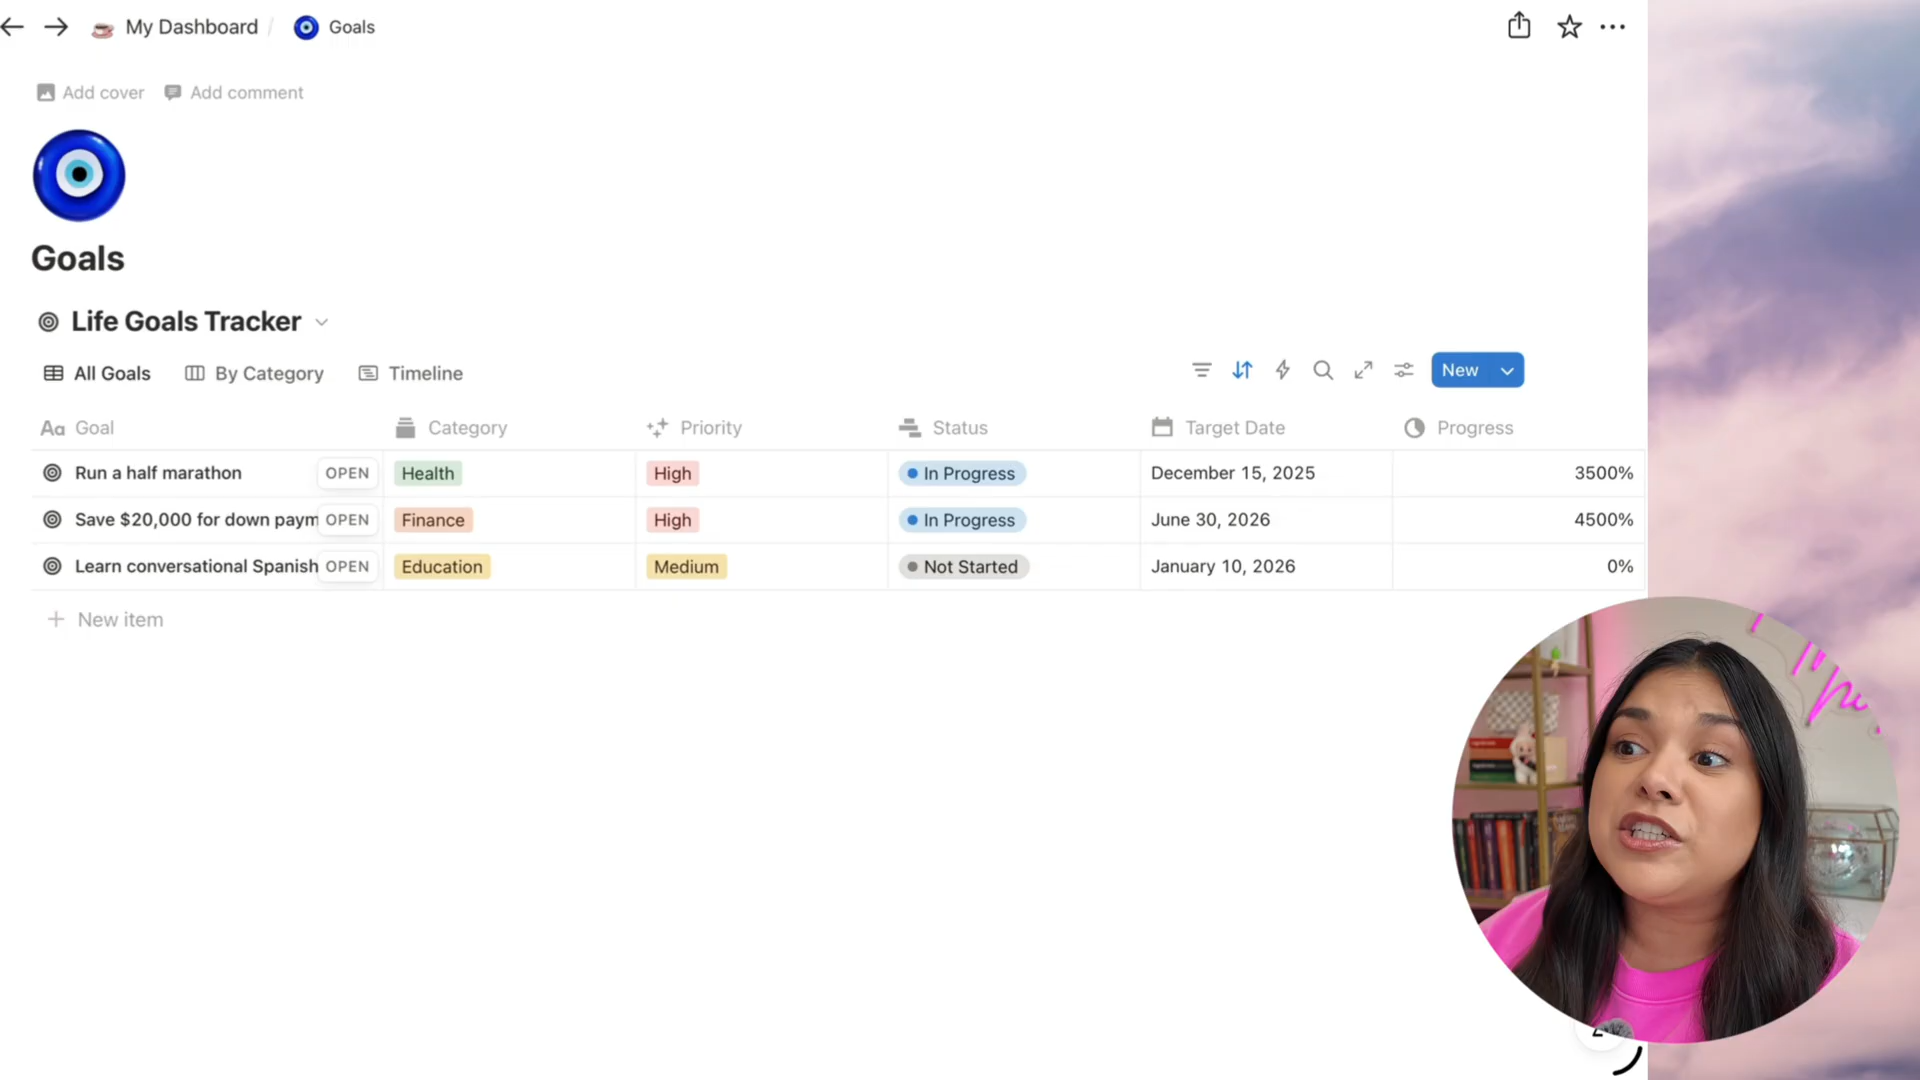 My Dashboard / Goals
Add cover Add comment
Goals
Life Goals Tracker
All Goals By Category Timeline New
Aa Goal Category Priority Status Target Date Progress
Run a half marathon OPEN Health High In Progress December 15, 2025 3500%
Save $20,000 for down paym OPEN Finance High In Progress June 30, 2026 4500%
Learn conversational Spanish OPEN Education Medium Not Started January 10, 2026 0%
+ New item